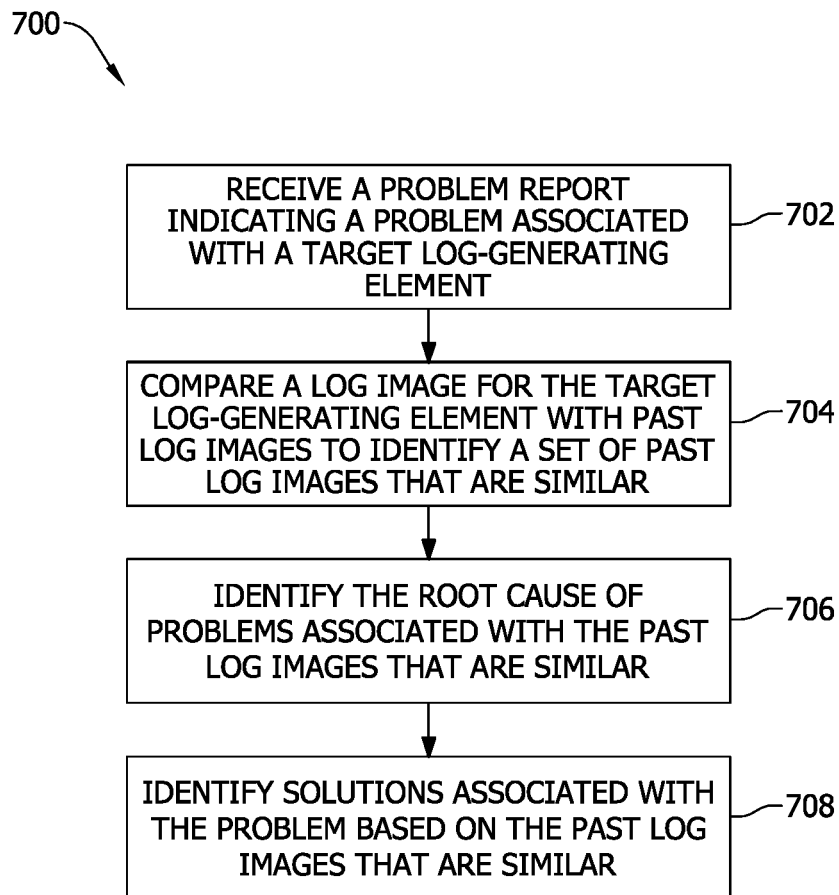 700
RECEIVE A PROBLEM REPORT
INDICATING A PROBLEM ASSOCIATED
WITH A TARGET LOG-GENERATING
ELEMENT
702
COMPARE A LOG IMAGE FOR THE TARGET
LOG-GENERATING ELEMENT WITH PAST
LOG IMAGES TO IDENTIFY A SET OF PAST
LOG IMAGES THAT ARE SIMILAR
704
IDENTIFY THE ROOT CAUSE OF
PROBLEMS ASSOCIATED WITH THE PAST
LOG IMAGES THAT ARE SIMILAR
706
IDENTIFY SOLUTIONS ASSOCIATED WITH
THE PROBLEM BASED ON THE PAST LOG
IMAGES THAT ARE SIMILAR
708